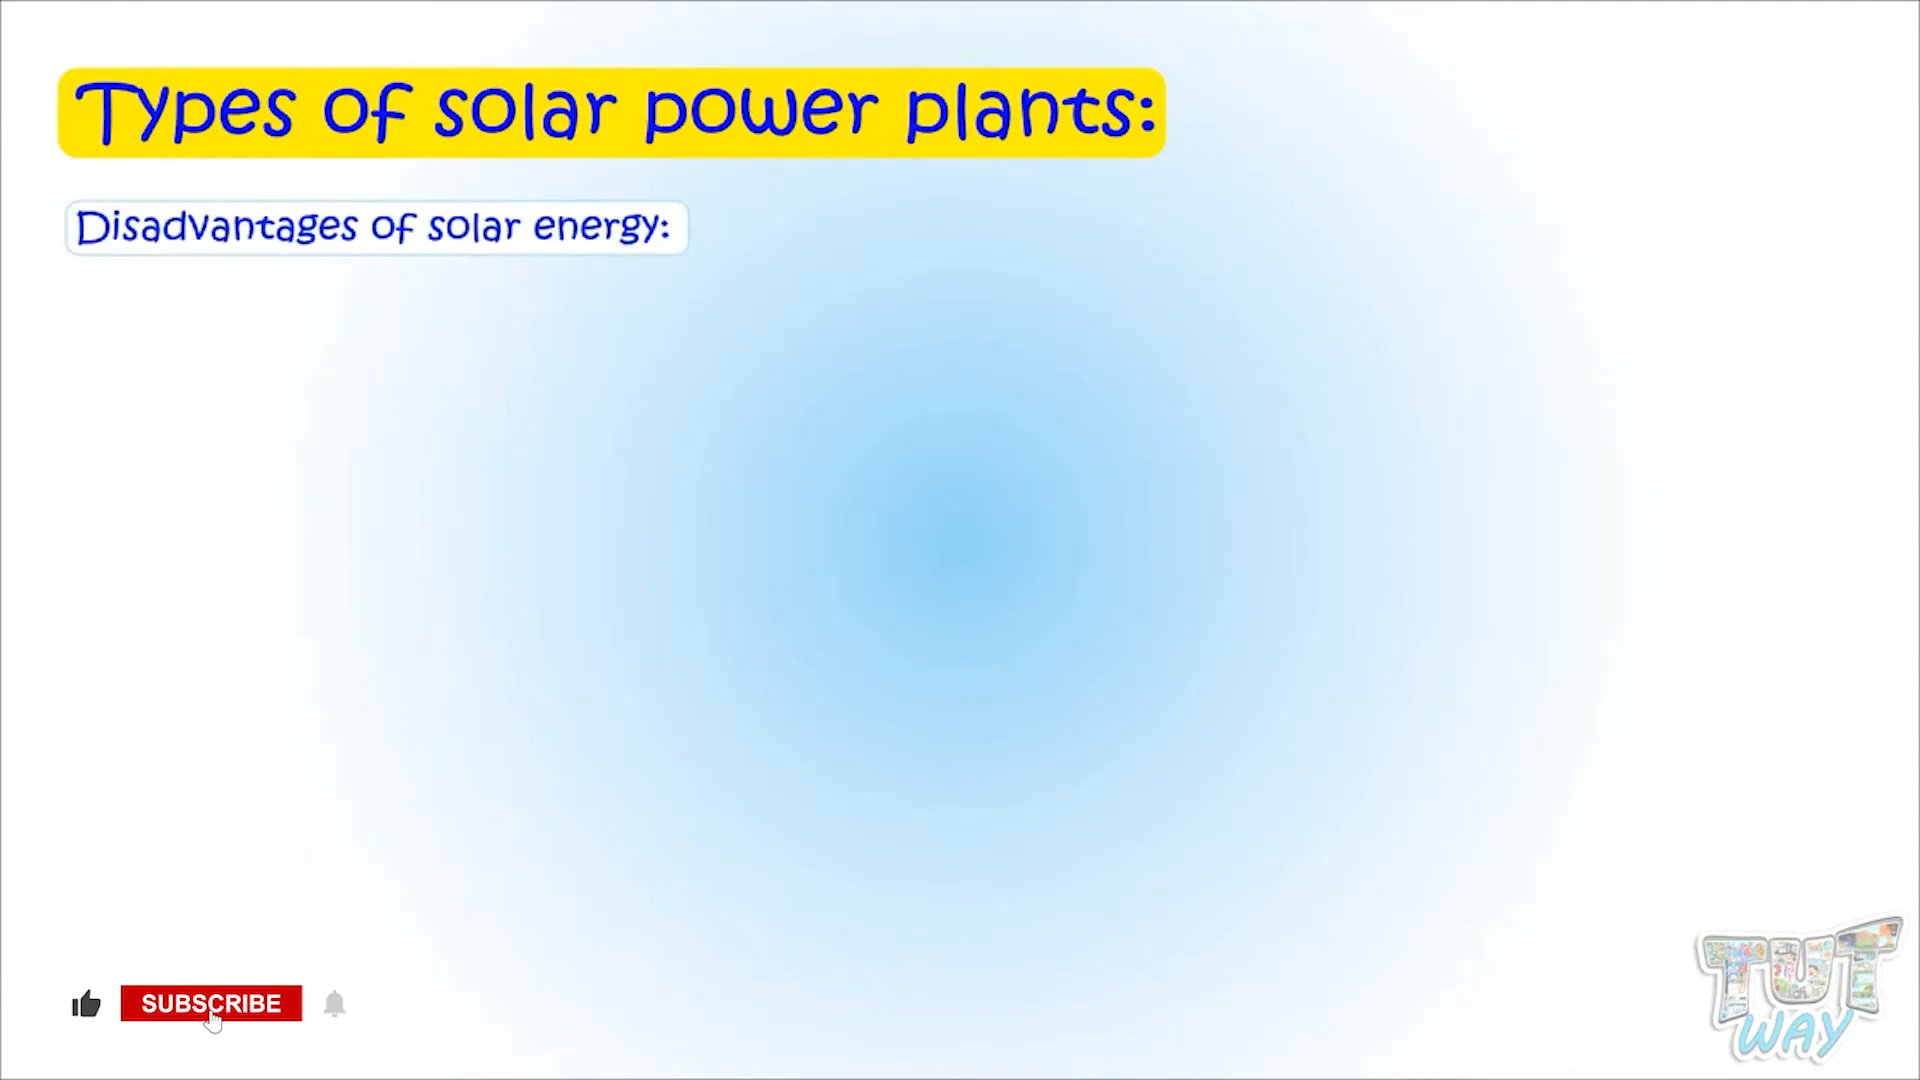 Types of solar power plants:
Disadvantages of solar energy:
SUBSCRIBE
TUT
WAY